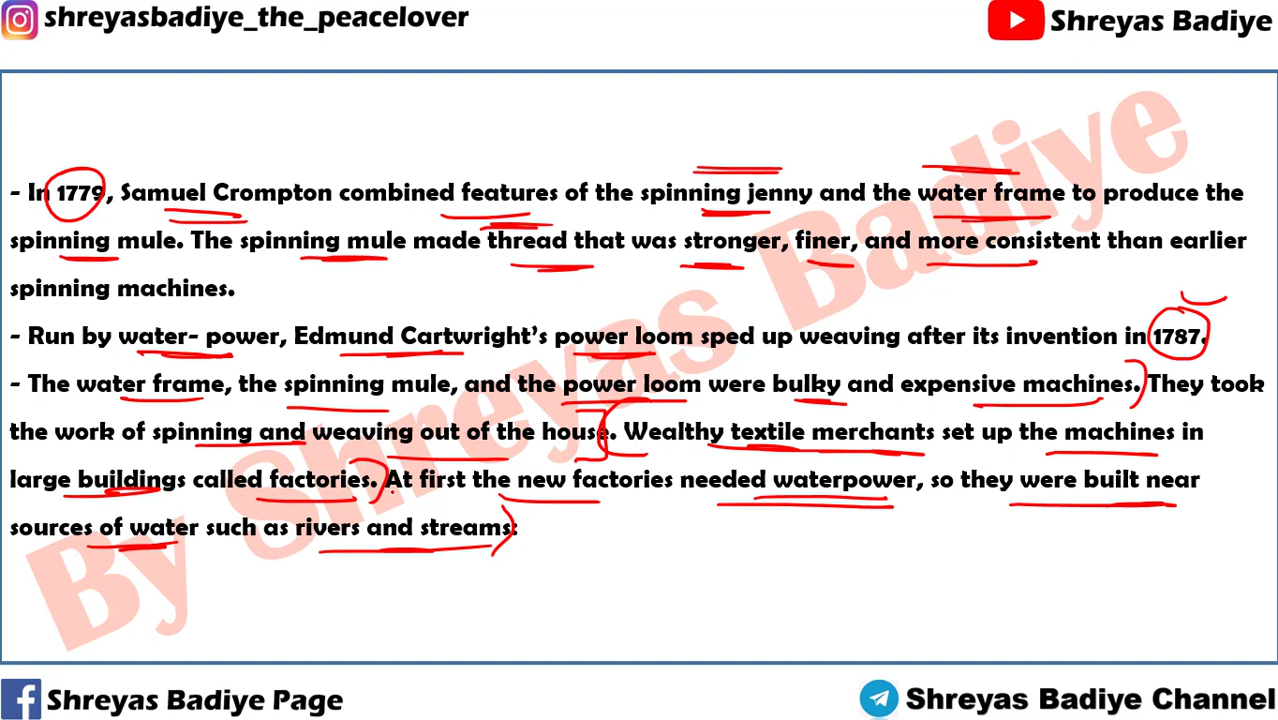 shreyasbadiye_the_peacelover
Shreyas Badiye
- In 1779, Samuel Crompton combined features of the spinning jenny and the water frame to produce the
spinning mule. The spinning mule made thread that was stronger, finer, and more consistent than earlier
spinning machines.
- Run by water- power, Edmund Cartwright's power loom sped up weaving after its invention in 1787.
- The water frame, the spinning mule, and the power loom were bulky and expensive machines. They took
the work of spinning and weaving out of the house. Wealthy textile merchants set up the machines in
large buildings called factories. At first the new factories needed waterpower, so they were built near
sources of water such as rivers and streams:
By Shreyas Badiye
Shreyas Badiye Page
Shreyas Badiye Channel